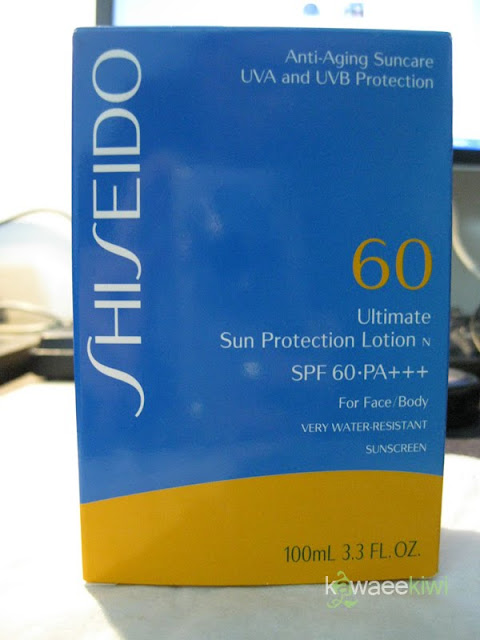 SHISEIDO
Anti-Aging Suncare
UVA and UVB Protection
60
Ultimate
Sun Protection Lotion N
SPF 60·PA+++
For Face/Body
VERY WATER-RESISTANT
SUNSCREEN
100mL 3.3 FL.OZ.
kawaeekiwi